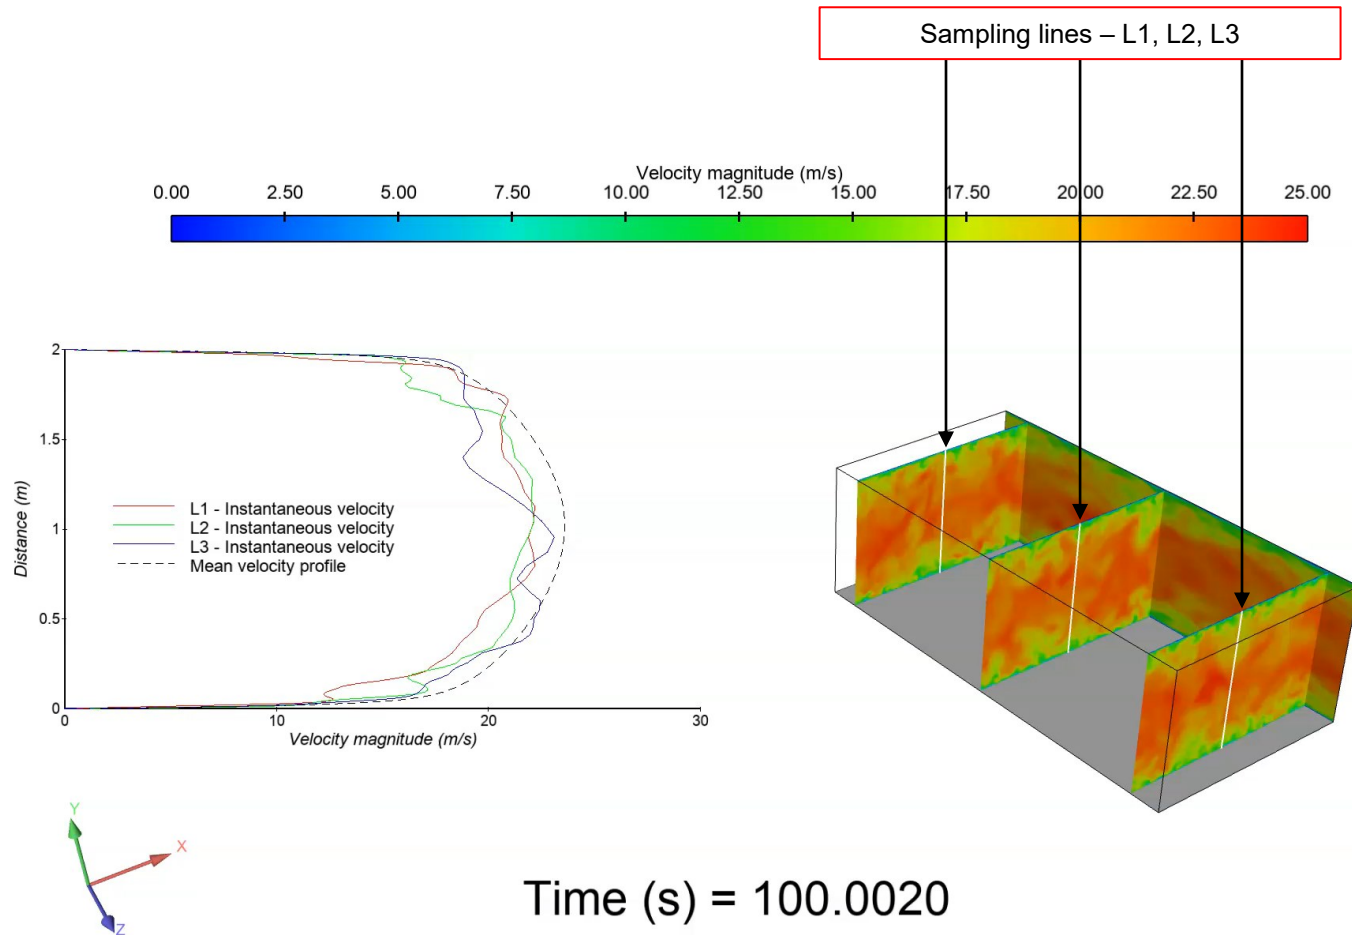 Sampling lines – L1, L2, L3
Velocity magnitude (m/s)
0.00 2.50 5.00 7.50 10.00 12.50 15.00 17.50 20.00 22.50 25.00
2
1.5
1
0.5
0
Distance (m)
L1 - Instantaneous velocity
L2 - Instantaneous velocity
L3 - Instantaneous velocity
Mean velocity profile
0 10 20 30
Velocity magnitude (m/s)
Y
X
Z
Time (s) = 100.0020